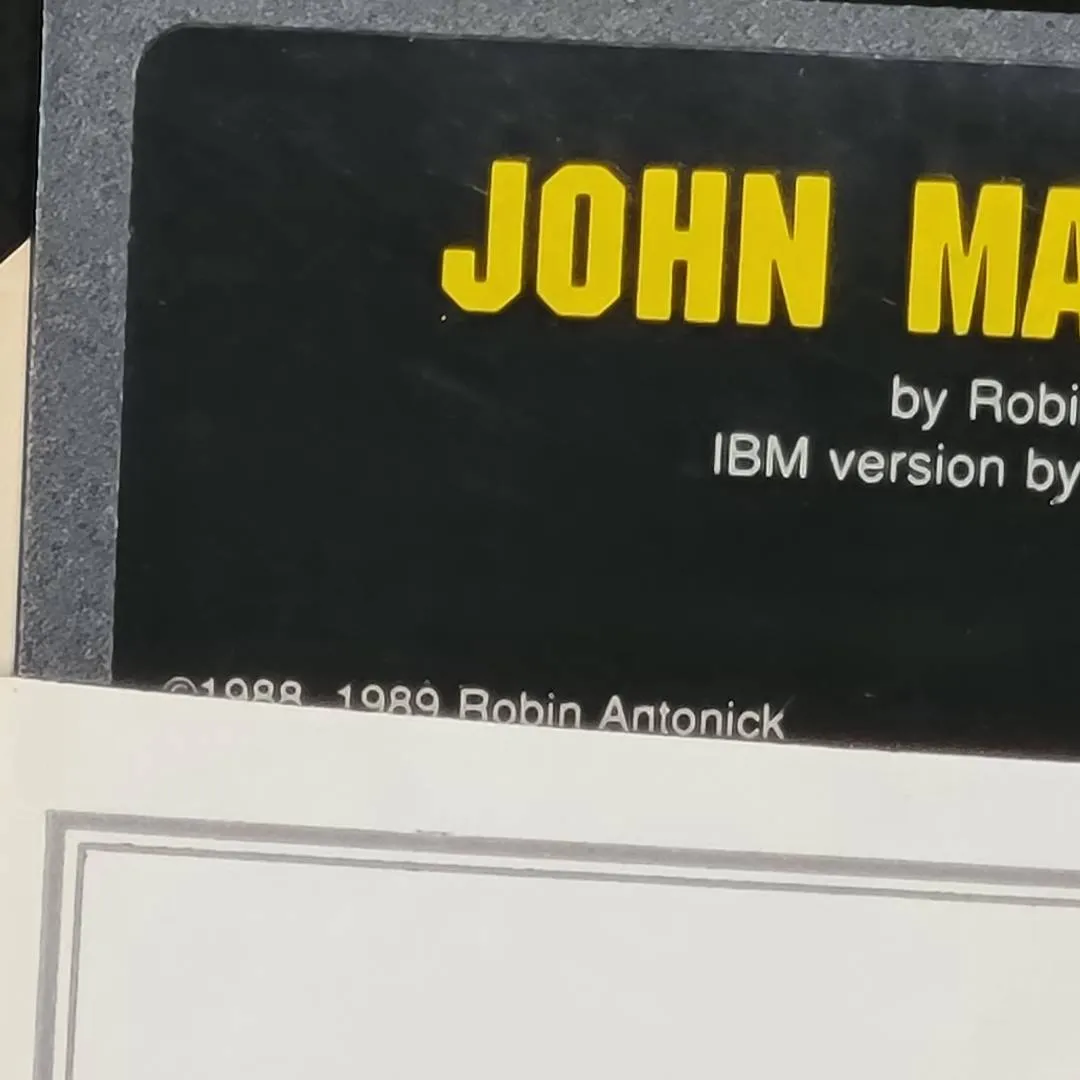 JOHN MA
by Robi
IBM version by
©1988, 1989 Robin Antonick